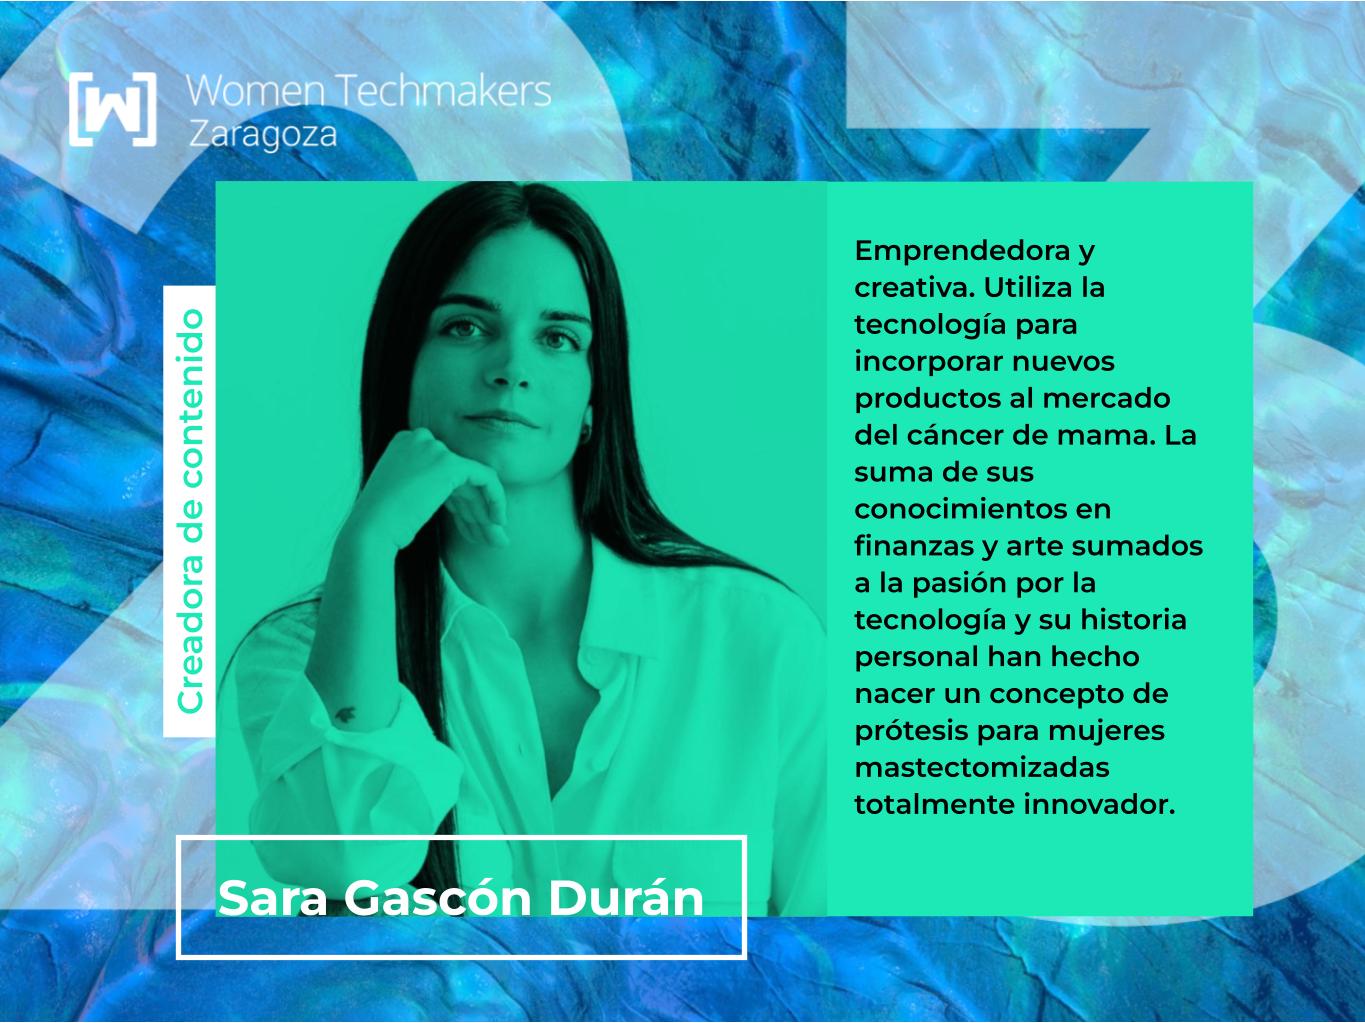 Women Techmakers
Zaragoza
Creadora de contenido
Emprendedora y
creativa. Utiliza la
tecnología para
incorporar nuevos
productos al mercado
del cáncer de mama. La
suma de sus
conocimientos en
finanzas y arte sumados
a la pasión por la
tecnología y su historia
personal han hecho
nacer un concepto de
prótesis para mujeres
mastectomizadas
totalmente innovador.
Sara Gascón Durán